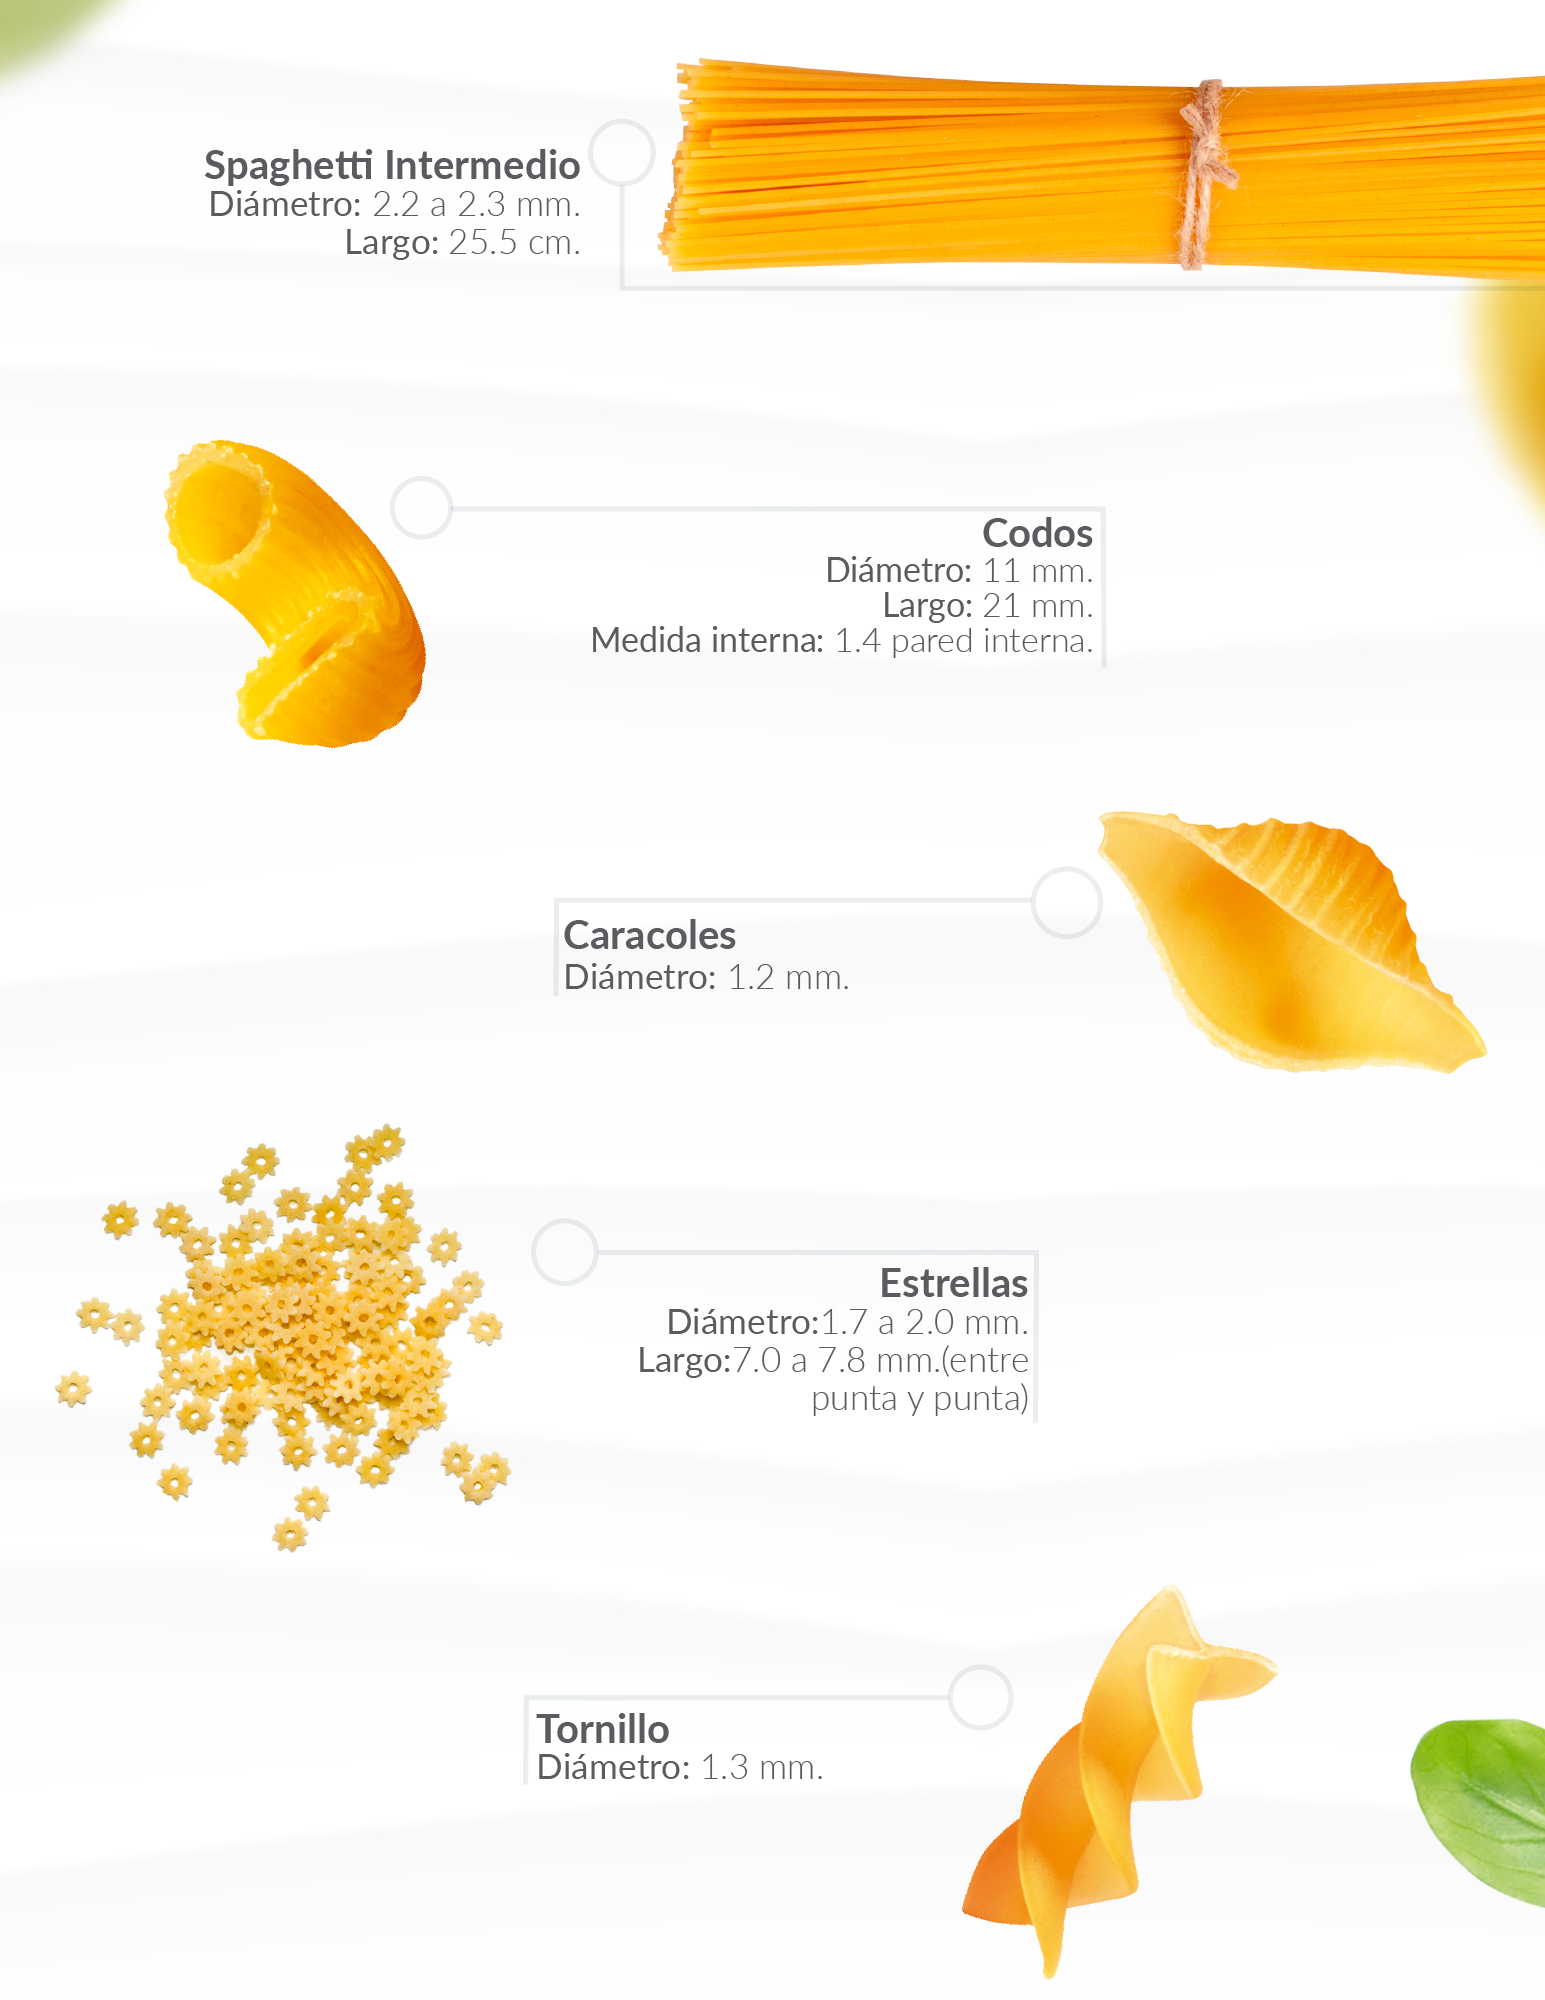 Spaghetti Intermedio
Diámetro: 2.2 a 2.3 mm.
Largo: 25.5 cm.
Codos
Diámetro: 11 mm.
Largo: 21 mm.
Medida interna: 1.4 pared interna.
Caracoles
Diámetro: 1.2 mm.
Estrellas
Diámetro:1.7 a 2.0 mm.
Largo:7.0 a 7.8 mm.(entre
punta y punta)
Tornillo
Diámetro: 1.3 mm.